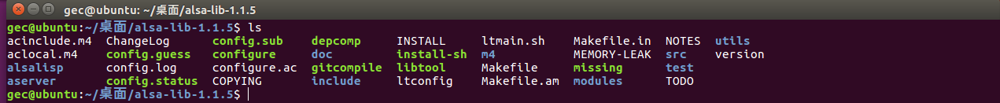 gec@ubuntu: ~/桌面/alsa-lib-1.1.5
gec@ubuntu:~/桌面/alsa-lib-1.1.5$ ls
acinclude.m4 ChangeLog config.sub depcomp INSTALL ltmain.sh Makefile.in NOTES utils
aclocal.m4 config.guess configure doc install-sh m4 MEMORY-LEAK src version
alsalisp config.log configure.ac gitcompile libtool Makefile missing test
aserver config.status COPYING include ltconfig Makefile.am modules TODO
gec@ubuntu:~/桌面/alsa-lib-1.1.5$